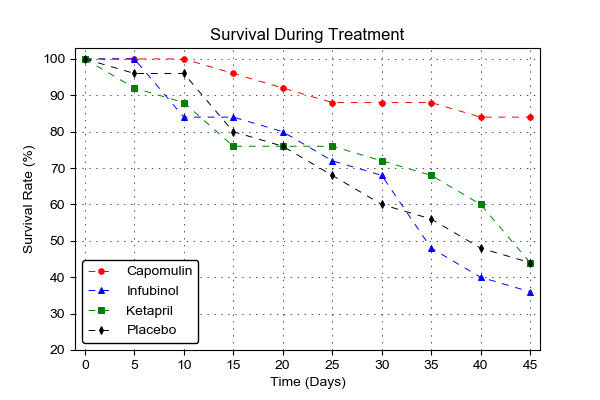 Survival During Treatment
Survival Rate (%)
100
90
80
70
60
50
40
30
20
Capomulin
Infubinol
Ketapril
Placebo
0 5 10 15 20 25 30 35 40 45
Time (Days)